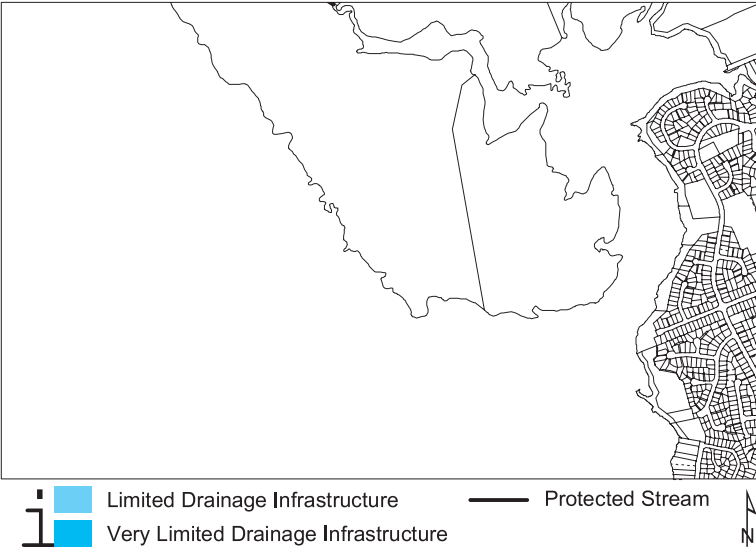 Limited Drainage Infrastructure
Protected Stream
Very Limited Drainage Infrastructure
N